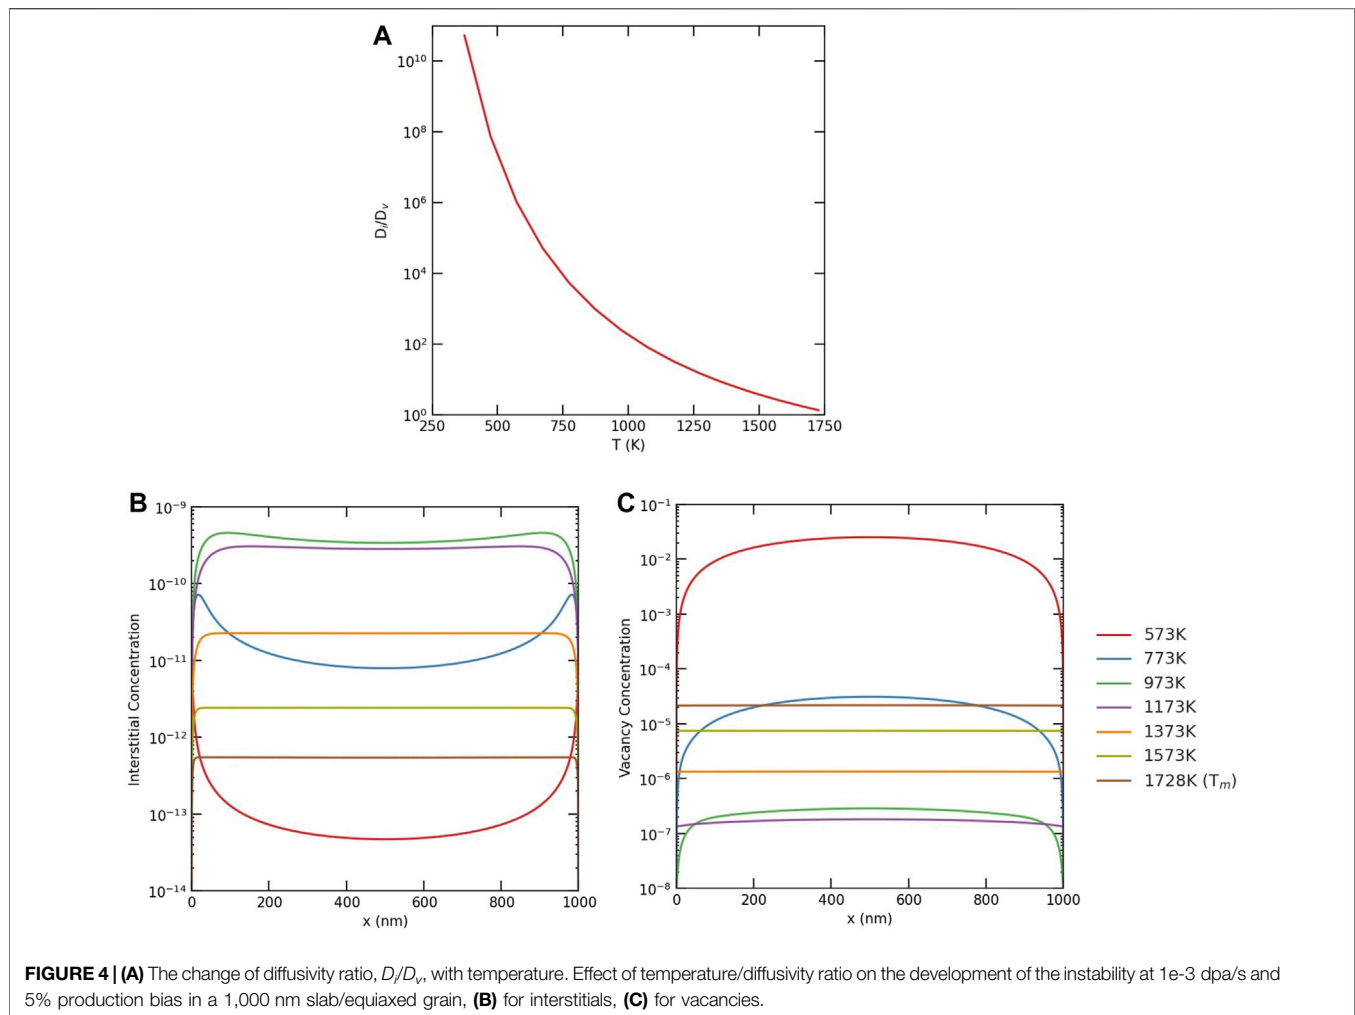 A
10¹⁰
10⁸
10⁶
10⁴
10²
10⁰
Dᵢ/Dᵥ
250 500 750 1000 1250 1500 1750
T (K)
B
10⁻⁹
10⁻¹⁰
10⁻¹¹
10⁻¹²
10⁻¹³
10⁻¹⁴
Interstitial Concentration
0 200 400 600 800 1000
x (nm)
C
10⁻¹
10⁻²
10⁻³
10⁻⁴
10⁻⁵
10⁻⁶
10⁻⁷
10⁻⁸
Vacancy Concentration
0 200 400 600 800 1000
x (nm)
573K
773K
973K
1173K
1373K
1573K
1728K (Tₘ)
FIGURE 4 | (A) The change of diffusivity ratio, Dᵢ/Dᵥ, with temperature. Effect of temperature/diffusivity ratio on the development of the instability at 1e-3 dpa/s and
5% production bias in a 1,000 nm slab/equiaxed grain, (B) for interstitials, (C) for vacancies.